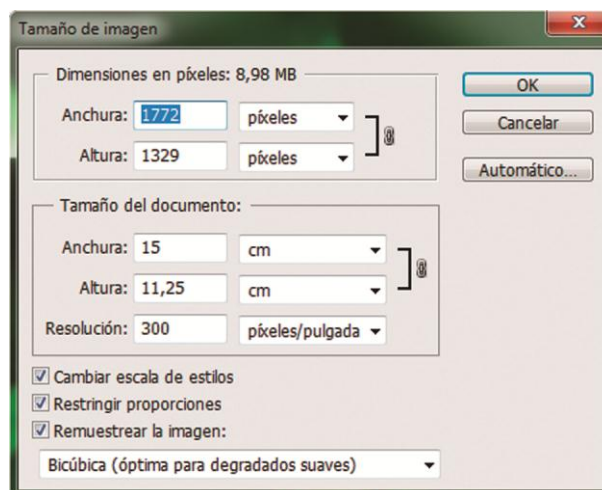 Tamaño de imagen
Dimensiones en píxeles: 8,98 MB
Anchura: 1772 píxeles
Altura: 1329 píxeles
OK
Cancelar
Automático...
Tamaño del documento:
Anchura: 15 cm
Altura: 11,25 cm
Resolución: 300 píxeles/pulgada
Cambiar escala de estilos
Restringir proporciones
Remuestrear la imagen:
Bicúbica (óptima para degradados suaves)